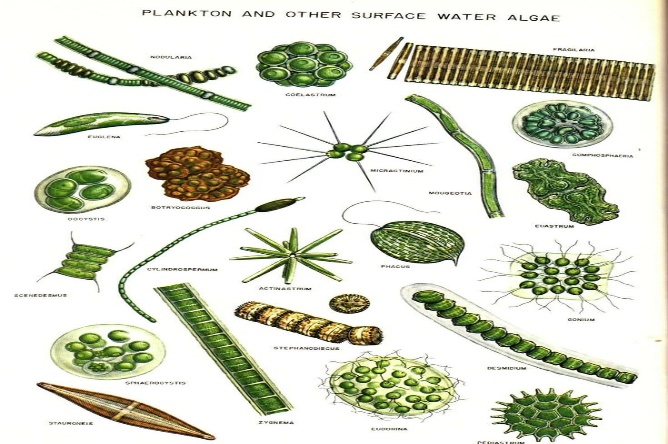 PLANKTON AND OTHER SURFACE WATER ALGAE
NODULARIA
COELASTRUM
FRAGILARIA
EUGLENA
MICRACTINIUM
GOMPHOSPHAERIA
MOUGEOTIA
OOCYSTIS
BOTRYOCOCCUS
EUASTRUM
CYLINDROSPERMUM
PHACUS
ACTINASTRUM
SCENEDESMUS
GONIUM
STEPHANODISCUS
DESMIDIUM
SPHAEROCYSTIS
STAURONEIS
ZYGNEMA
EUDORINA
PEDIASTRUM